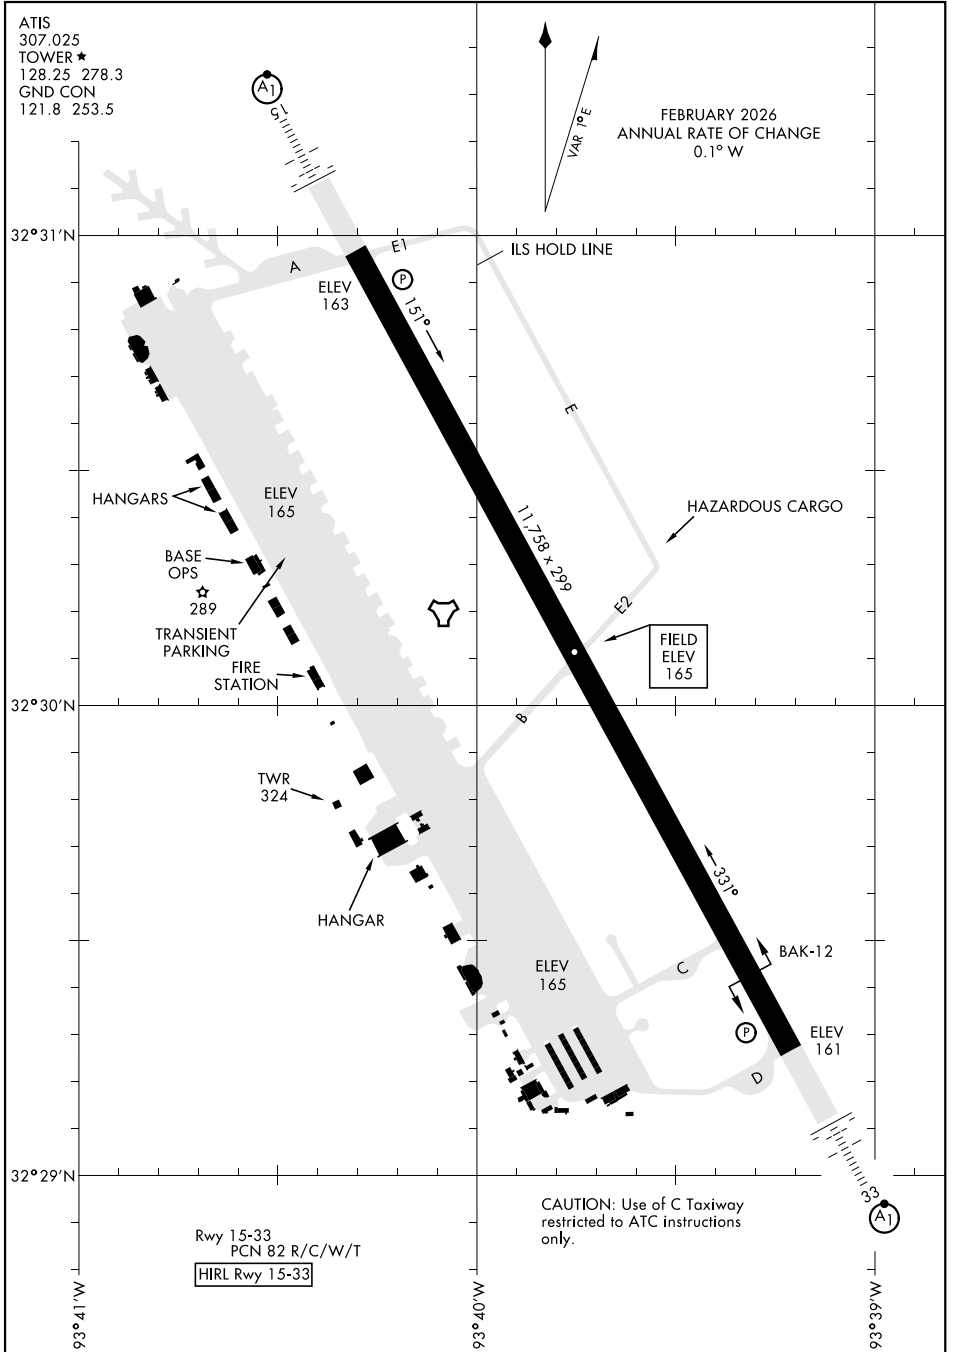 ATIS
307.025
TOWER ★
128.25 278.3
GND CON
121.8 253.5
A1
15
VAR 1°E
FEBRUARY 2026
ANNUAL RATE OF CHANGE
0.1° W
32°31'N
A
E1
ILS HOLD LINE
P
ELEV
163
151°
E
HANGARS
ELEV
165
HAZARDOUS CARGO
11,758 x 299
BASE
OPS
289
TRANSIENT
PARKING
E2
FIELD
ELEV
165
FIRE
STATION
32°30'N
B
TWR
324
HANGAR
331°
BAK-12
ELEV
165
C
P
ELEV
161
D
32°29'N
33
A1
CAUTION: Use of C Taxiway
restricted to ATC instructions
only.
Rwy 15-33
PCN 82 R/C/W/T
HIRL Rwy 15-33
93°41'W
93°40'W
93°39'W